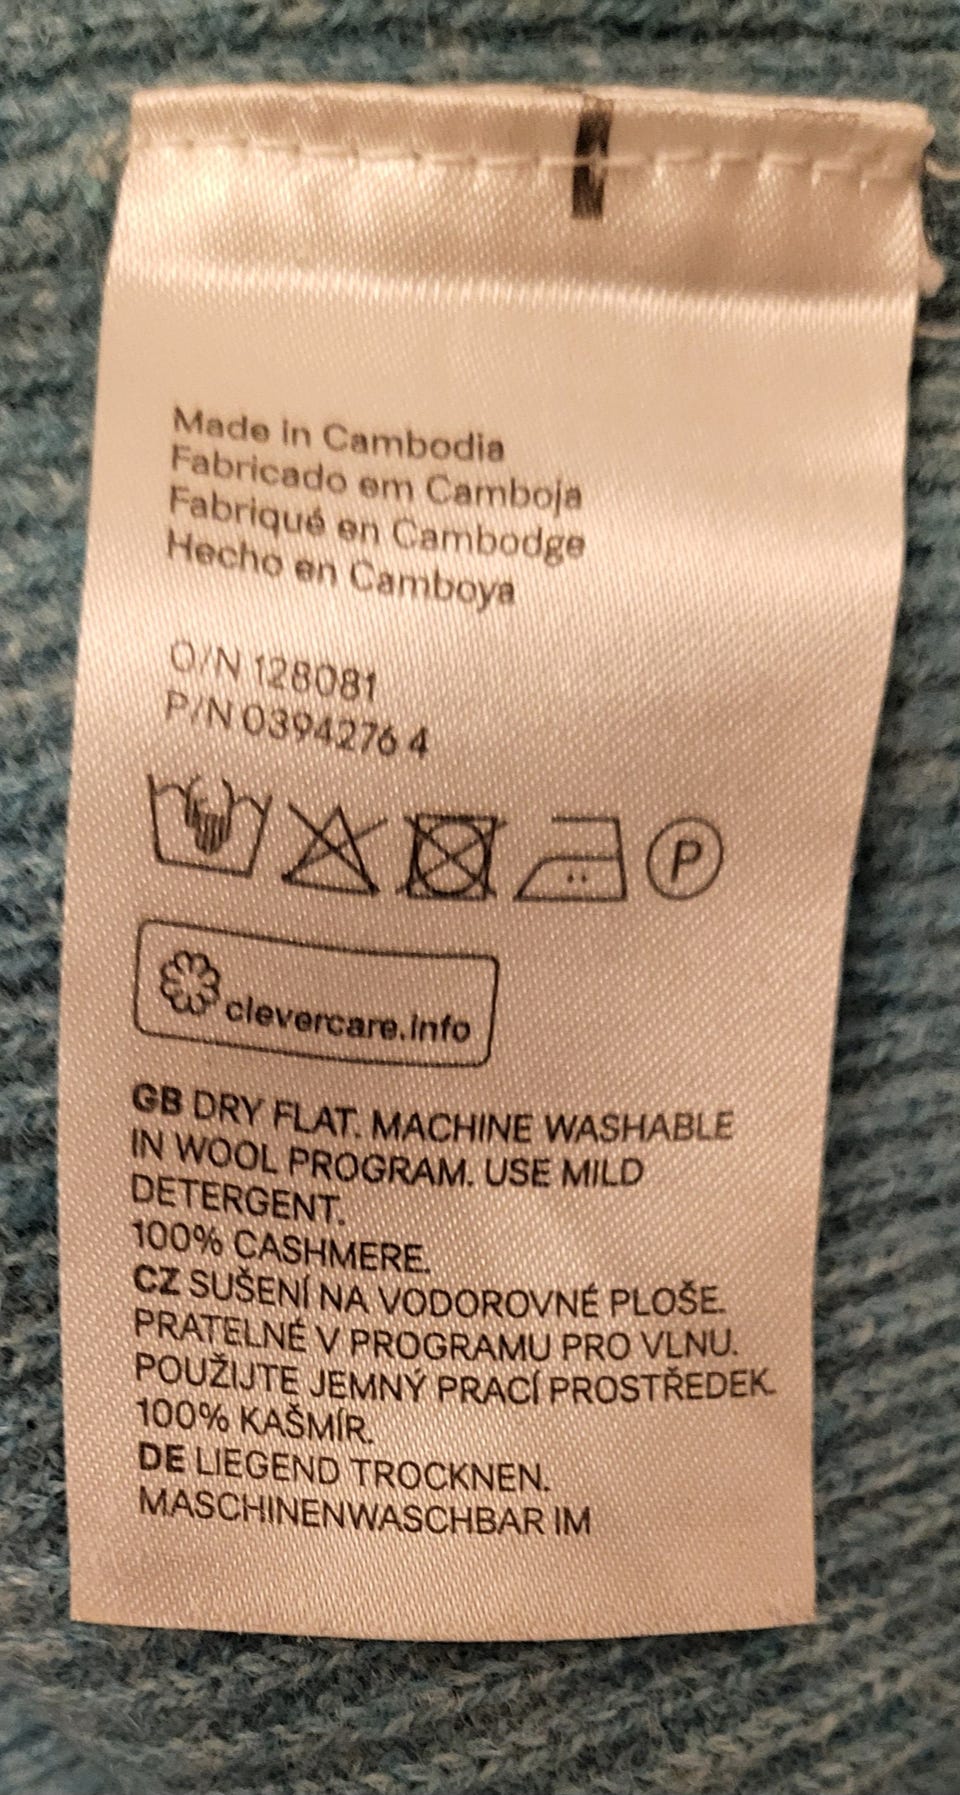 Made in Cambodia
Fabricado em Camboja
Fabriqué en Cambodge
Hecho en Camboya
O/N 128081
P/N 0394276 4
P
clevercare.info
GB DRY FLAT. MACHINE WASHABLE
IN WOOL PROGRAM. USE MILD
DETERGENT.
100% CASHMERE.
CZ SUŠENÍ NA VODOROVNÉ PLOŠE.
PRATELNÉ V PROGRAMU PRO VLNU.
POUŽIJTE JEMNÝ PRACÍ PROSTŘEDEK.
100% KAŠMÍR.
DE LIEGEND TROCKNEN.
MASCHINENWASCHBAR IM